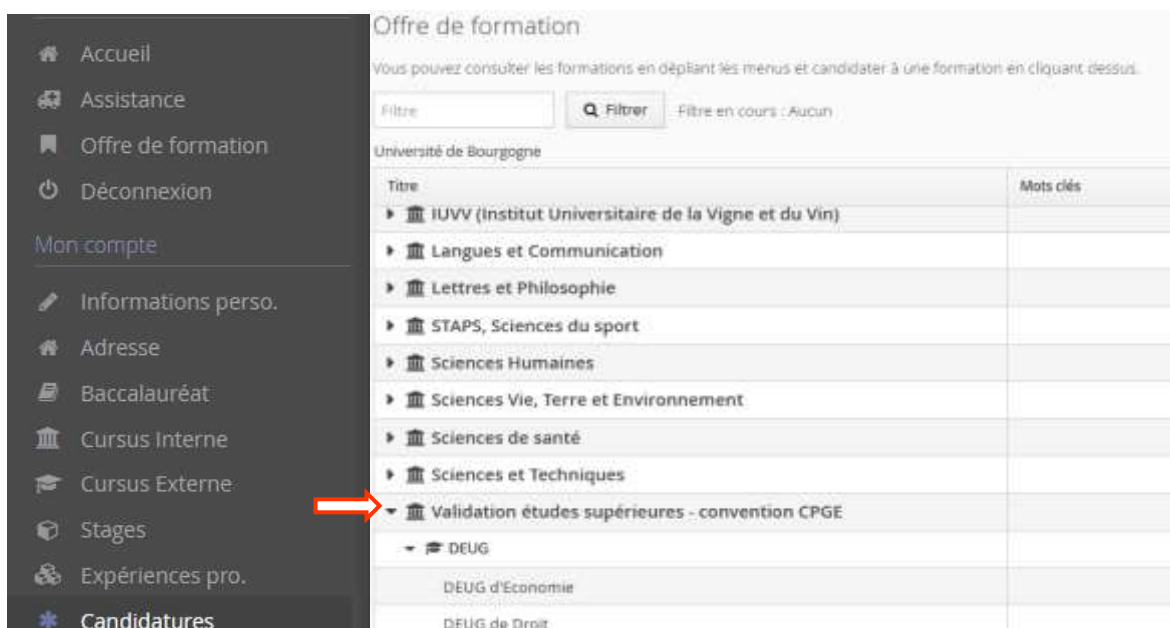 Accueil
Assistance
Offre de formation
Déconnexion
Mon compte
Informations perso.
Adresse
Baccalauréat
Cursus Interne
Cursus Externe
Stages
Expériences pro.
Candidatures
Offre de formation
Vous pouvez consulter les formations en dépliant les menus et candidater à une formation en cliquant dessus.
Filtre Filtrer Filtre en cours : Aucun
Université de Bourgogne
Titre Mots clés
IUVV (Institut Universitaire de la Vigne et du Vin)
Langues et Communication
Lettres et Philosophie
STAPS, Sciences du sport
Sciences Humaines
Sciences Vie, Terre et Environnement
Sciences de santé
Sciences et Techniques
Validation études supérieures - convention CPGE
DEUG
DEUG d'Economie
DEUG de Droit